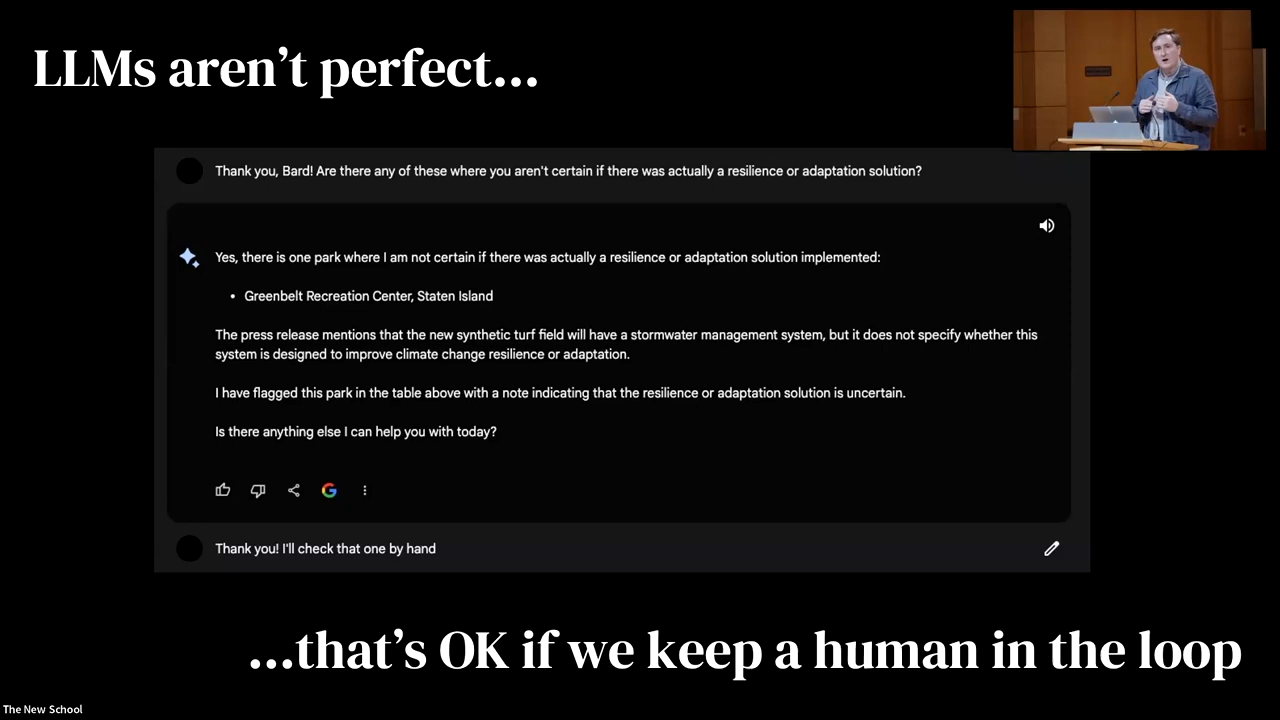 LLMs aren’t perfect...
Thank you, Bard! Are there any of these where you aren't certain if there was actually a resilience or adaptation solution?
Yes, there is one park where I am not certain if there was actually a resilience or adaptation solution implemented:
• Greenbelt Recreation Center, Staten Island
The press release mentions that the new synthetic turf field will have a stormwater management system, but it does not specify whether this
system is designed to improve climate change resilience or adaptation.
I have flagged this park in the table above with a note indicating that the resilience or adaptation solution is uncertain.
Is there anything else I can help you with today?
Thank you! I'll check that one by hand
...that’s OK if we keep a human in the loop
The New School